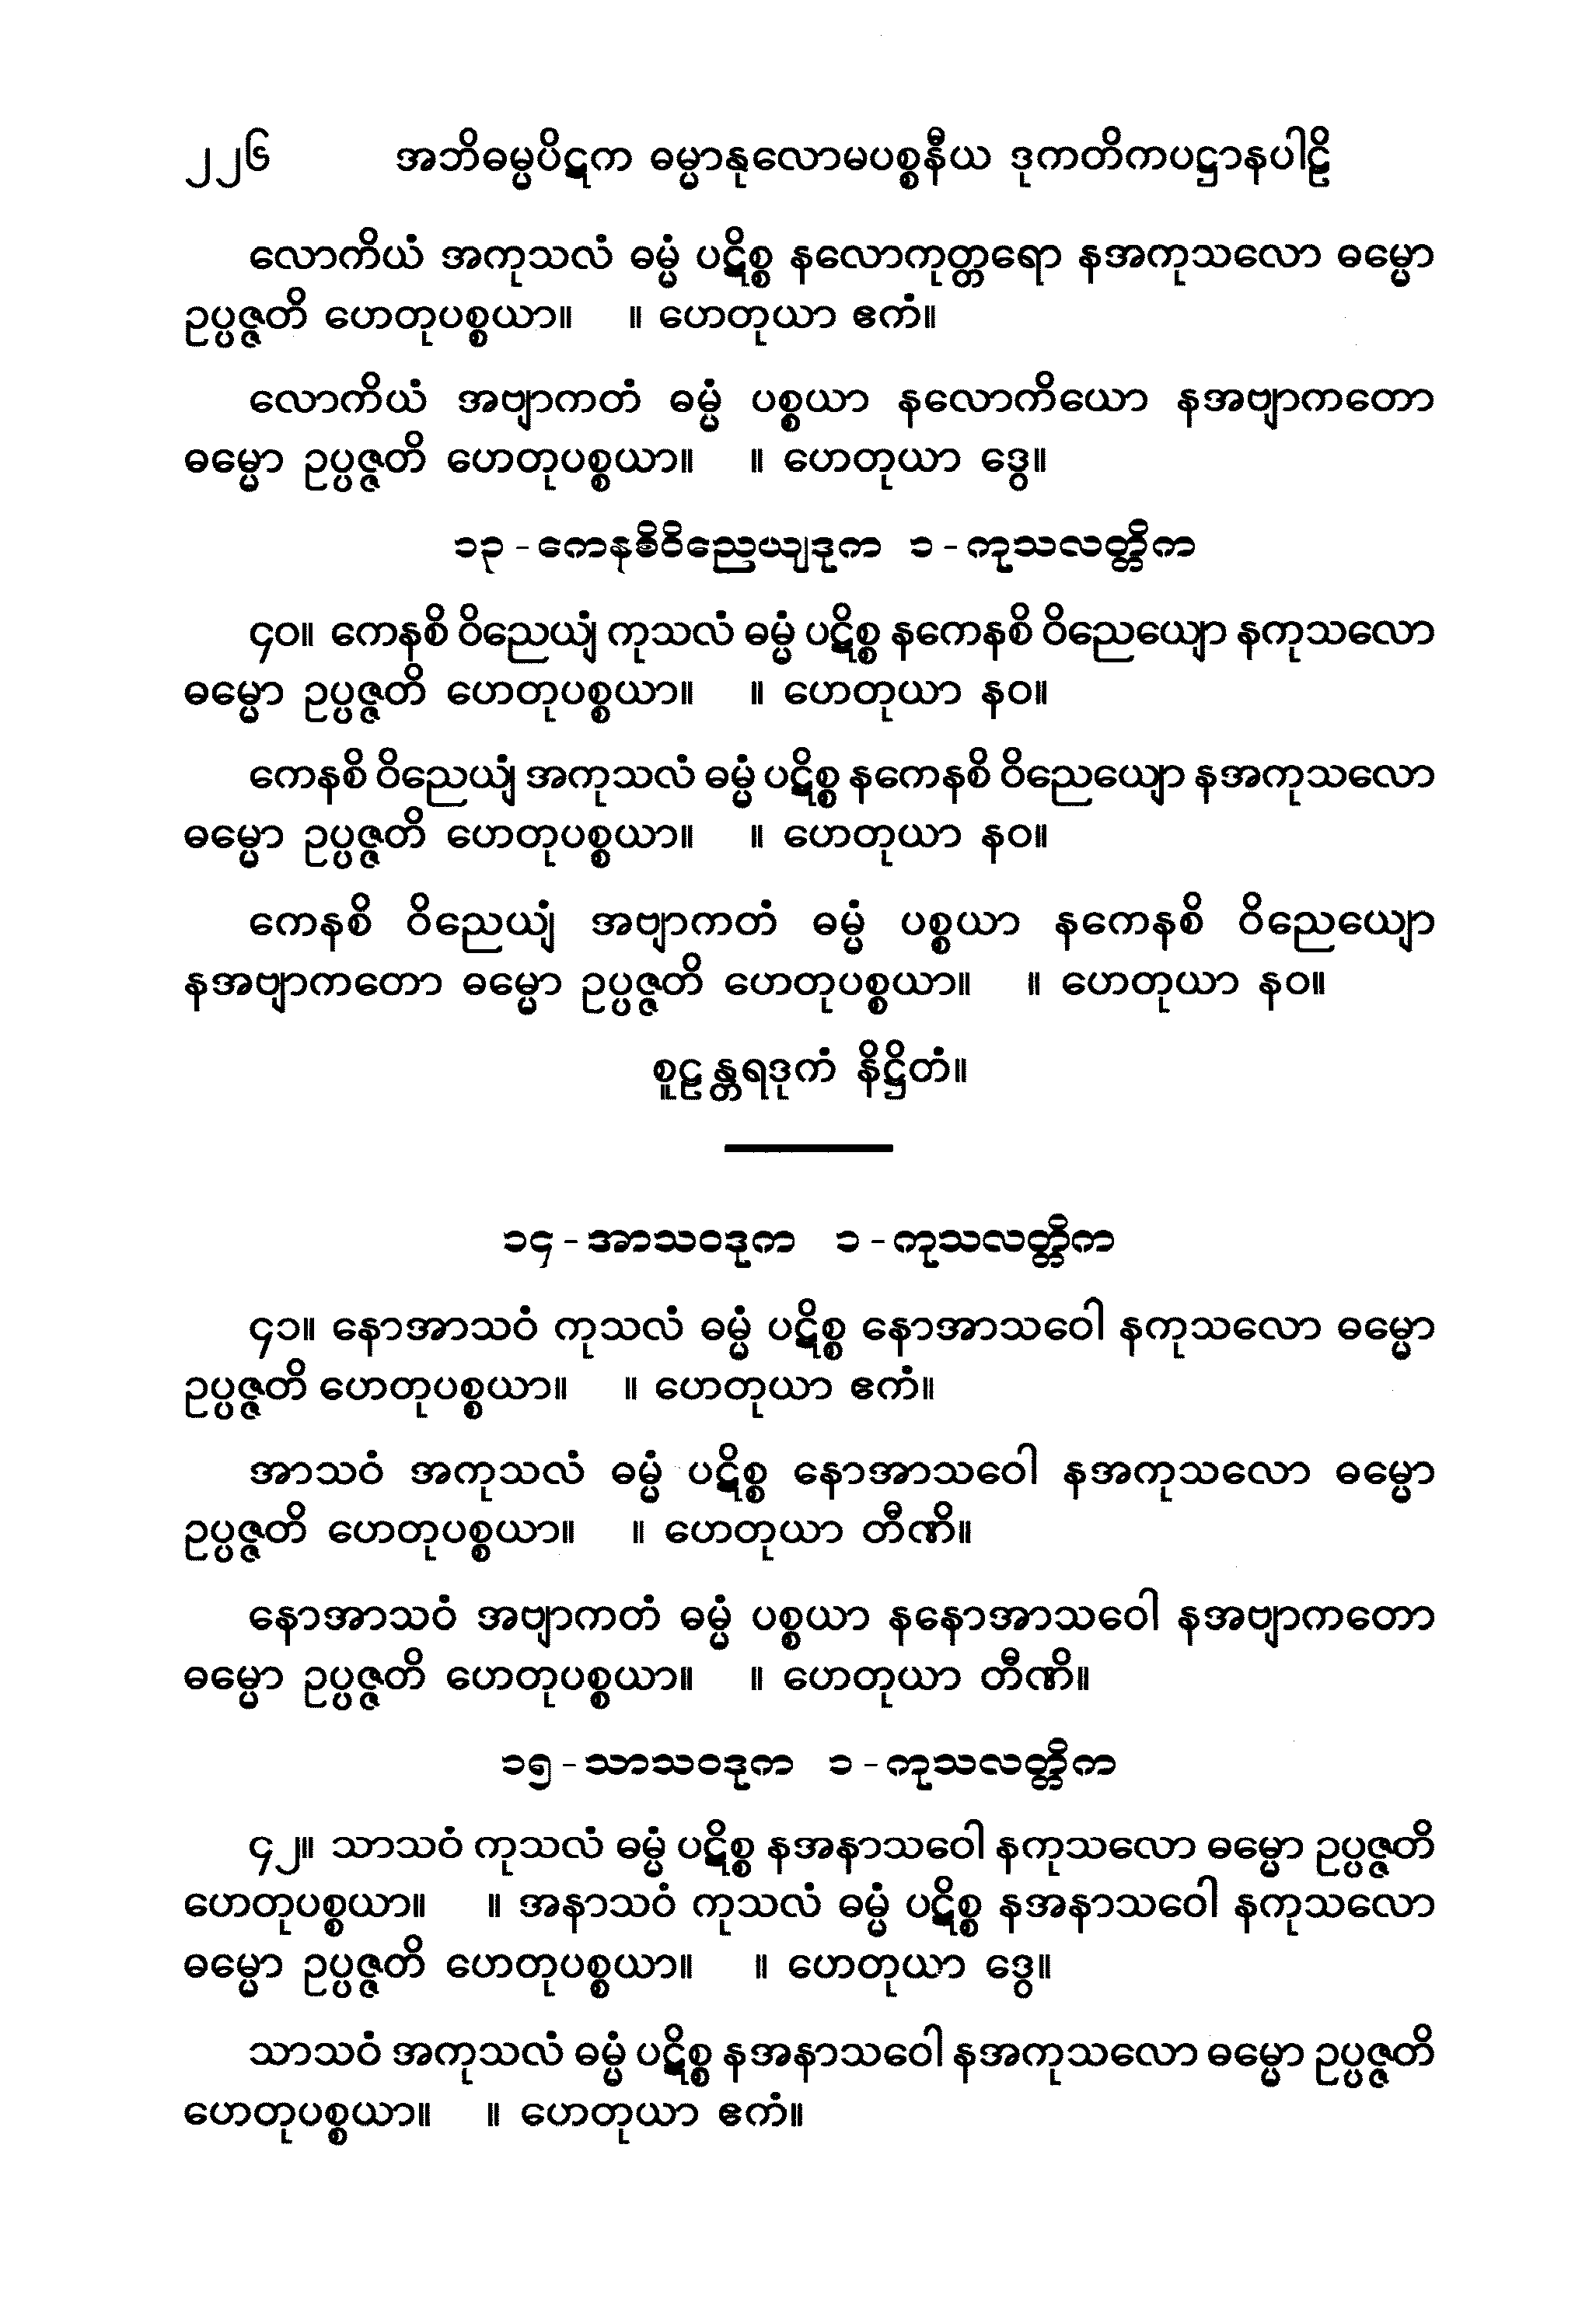 ၂၂၆ အဘိဓမ္မပိဋက ဓမ္မာနုလောမပစ္စနီယ ဒုကတိကပဋ္ဌာနပါဠိ
လောကိယံ အကုသလံ ဓမ္မံ ပဋိစ္စ နလောကုတ္တရော နအကုသလော ဓမ္မော
ဥပ္ပဇ္ဇတိ ဟေတုပစ္စယာ။ ။ ဟေတုယာ ဧကံ။
လောကိယံ အဗျာကတံ ဓမ္မံ ပစ္စယာ နလောကိယော နအဗျာကတော
ဓမ္မော ဥပ္ပဇ္ဇတိ ဟေတုပစ္စယာ။ ။ ဟေတုယာ ဒွေ။
၁၃-ကေနစိဝိညေယျဒုက ၁-ကုသလတ္တိက
၄၀။ ကေနစိ ဝိညေယျံ ကုသလံ ဓမ္မံ ပဋိစ္စ နကေနစိ ဝိညေယျော နကုသလော
ဓမ္မော ဥပ္ပဇ္ဇတိ ဟေတုပစ္စယာ။ ။ ဟေတုယာ နဝ။
ကေနစိ ဝိညေယျံ အကုသလံ ဓမ္မံ ပဋိစ္စ နကေနစိ ဝိညေယျော နအကုသလော
ဓမ္မော ဥပ္ပဇ္ဇတိ ဟေတုပစ္စယာ။ ။ ဟေတုယာ နဝ။
ကေနစိ ဝိညေယျံ အဗျာကတံ ဓမ္မံ ပစ္စယာ နကေနစိ ဝိညေယျော
နအဗျာကတော ဓမ္မော ဥပ္ပဇ္ဇတိ ဟေတုပစ္စယာ။ ။ ဟေတုယာ နဝ။
စူဠန္တရဒုကံ နိဋ္ဌိတံ။
၁၄-အာသဝဒုက ၁-ကုသလတ္တိက
၄၁။ နောအာသဝံ ကုသလံ ဓမ္မံ ပဋိစ္စ နောအာသဝေါ နကုသလော ဓမ္မော
ဥပ္ပဇ္ဇတိ ဟေတုပစ္စယာ။ ။ ဟေတုယာ ဧကံ။
အာသဝံ အကုသလံ ဓမ္မံ ပဋိစ္စ နောအာသဝေါ နအကုသလော ဓမ္မော
ဥပ္ပဇ္ဇတိ ဟေတုပစ္စယာ။ ။ ဟေတုယာ တီဏိ။
နောအာသဝံ အဗျာကတံ ဓမ္မံ ပစ္စယာ နနောအာသဝေါ နအဗျာကတော
ဓမ္မော ဥပ္ပဇ္ဇတိ ဟေတုပစ္စယာ။ ။ ဟေတုယာ တီဏိ။
၁၅-သာသဝဒုက ၁-ကုသလတ္တိက
၄၂။ သာသဝံ ကုသလံ ဓမ္မံ ပဋိစ္စ နအနာသဝေါ နကုသလော ဓမ္မော ဥပ္ပဇ္ဇတိ
ဟေတုပစ္စယာ။ ။ အနာသဝံ ကုသလံ ဓမ္မံ ပဋိစ္စ နအနာသဝေါ နကုသလော
ဓမ္မော ဥပ္ပဇ္ဇတိ ဟေတုပစ္စယာ။ ။ ဟေတုယာ ဒွေ။
သာသဝံ အကုသလံ ဓမ္မံ ပဋိစ္စ နအနာသဝေါ နအကုသလော ဓမ္မော ဥပ္ပဇ္ဇတိ
ဟေတုပစ္စယာ။ ။ ဟေတုယာ ဧကံ။